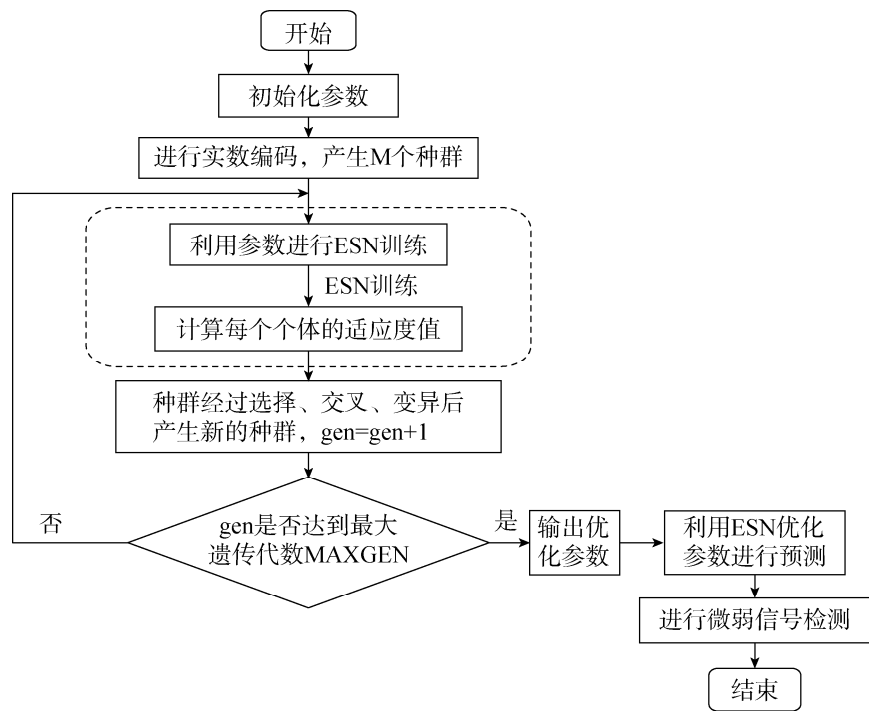 开始
初始化参数
进行实数编码，产生M个种群
利用参数进行ESN训练
ESN训练
计算每个个体的适应度值
种群经过选择、交叉、变异后
产生新的种群，gen=gen+1
否
gen是否达到最大
遗传代数MAXGEN
是
输出优
化参数
利用ESN优化
参数进行预测
进行微弱信号检测
结束